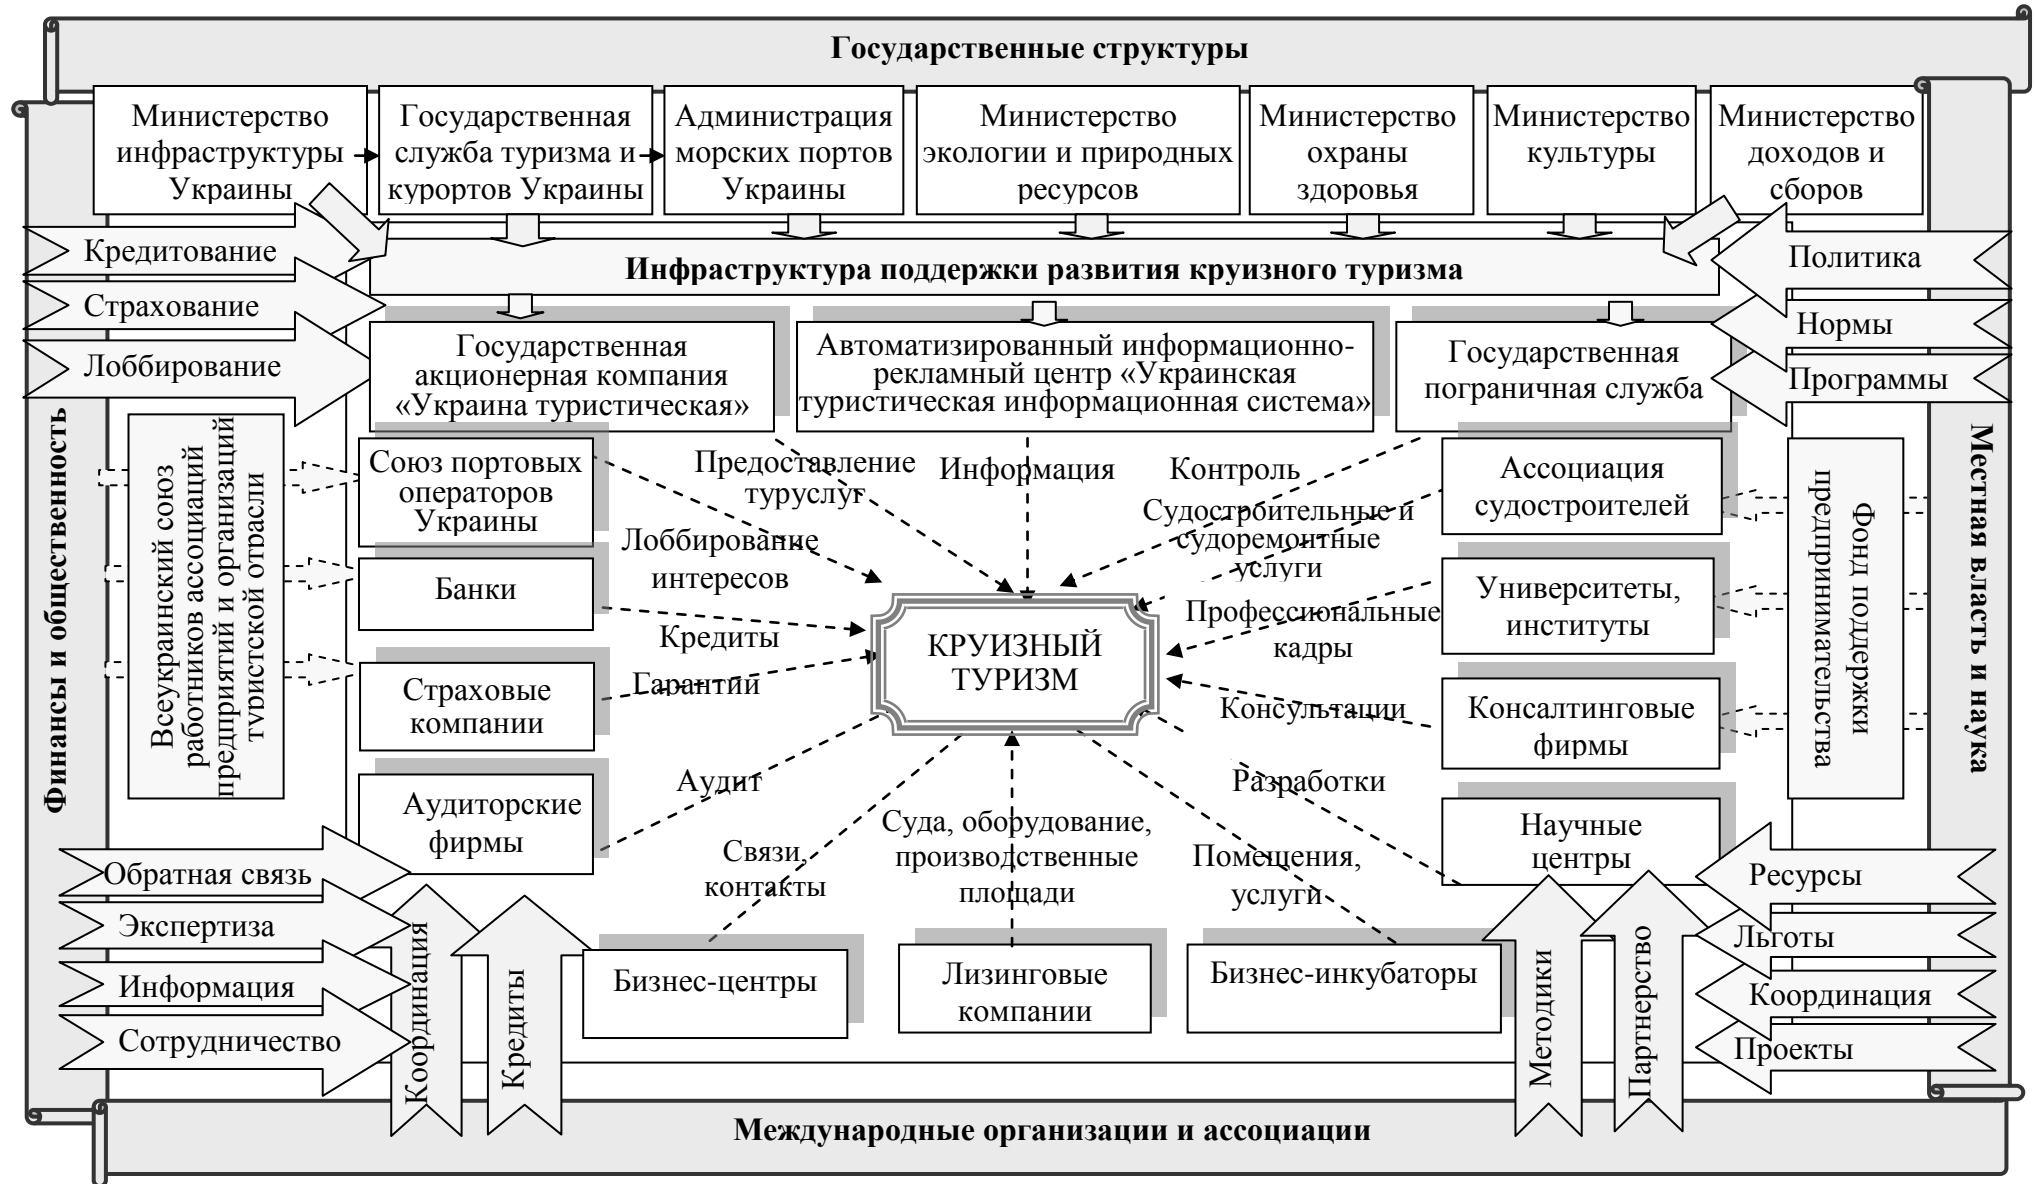 Государственные структуры
Министерство
инфраструктуры
Украины
Государственная
служба туризма и
курортов Украины
Администрация
морских портов
Украины
Министерство
экологии и природных
ресурсов
Министерство
охраны
здоровья
Министерство
культуры
Министерство
доходов и
сборов
Кредитование
Страхование
Лоббирование
Инфраструктура поддержки развития круизного туризма
Политика
Нормы
Программы
Государственная
акционерная компания
«Украина туристическая»
Автоматизированный информационно-
рекламный центр «Украинская
туристическая информационная система»
Государственная
пограничная служба
Финансы и общественность
Всеукраинский союз
работников ассоциаций
предприятий и организаций
туристской отрасли
Союз портовых
операторов
Украины
Банки
Страховые
компании
Аудиторские
фирмы
Предоставление
туруслуг
Информация
Контроль
Судостроительные и
судоремонтные
услуги
Лоббирование
интересов
Кредиты
Гарантии
Аудит
Связи,
контакты
Суда, оборудование,
производственные
площади
Помещения,
услуги
Разработки
Консультации
Профессиональные
кадры
КРУИЗНЫЙ
ТУРИЗМ
Ассоциация
судостроителей
Университеты,
институты
Консалтинговые
фирмы
Научные
центры
Фонд поддержки
предпринимательства
Местная власть и наука
Обратная связь
Экспертиза
Информация
Сотрудничество
Координация
Кредиты
Бизнес-центры
Лизинговые
компании
Бизнес-инкубаторы
Методики
Партнерство
Ресурсы
Льготы
Координация
Проекты
Международные организации и ассоциации